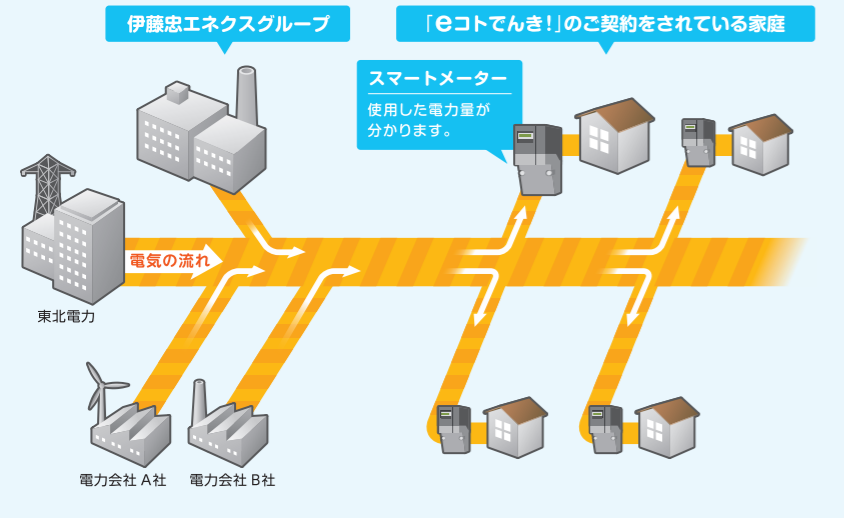 伊藤忠エネクスグループ
「eコトでんき!」のご契約をされている家庭
スマートメーター
使用した電力量が
分かります。
電気の流れ
東北電力
電力会社 A社
電力会社 B社